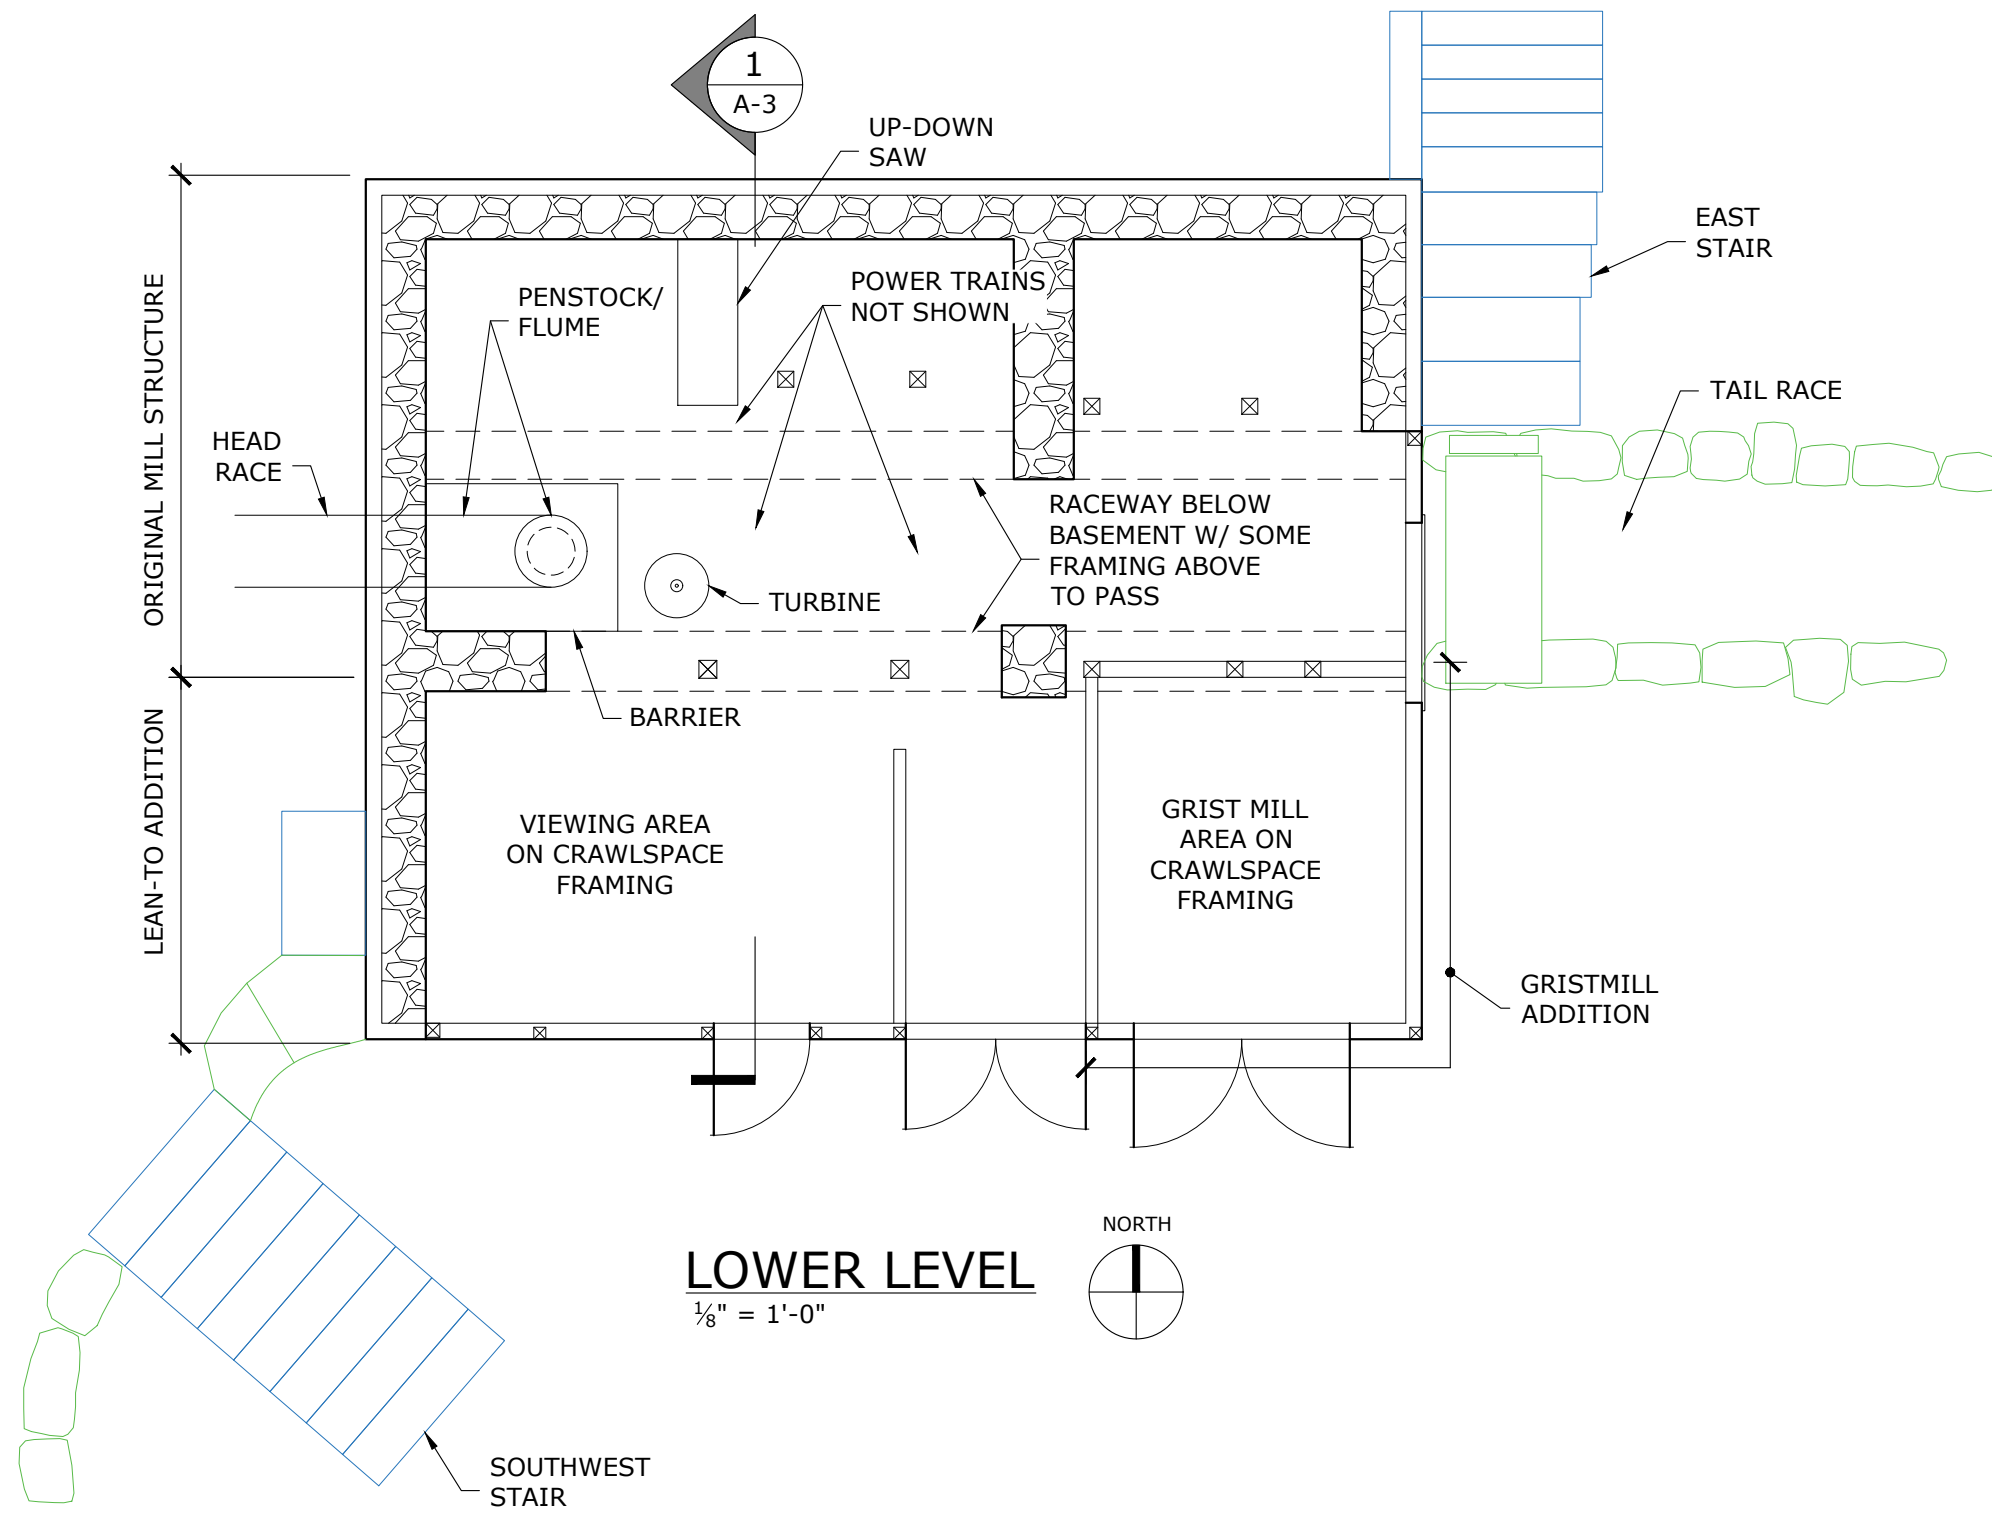 1
A-3
UP-DOWN
SAW
EAST
STAIR
POWER TRAINS
NOT SHOWN
PENSTOCK/
FLUME
ORIGINAL MILL STRUCTURE
TAIL RACE
HEAD
RACE
RACEWAY BELOW
BASEMENT W/ SOME
FRAMING ABOVE
TO PASS
TURBINE
BARRIER
LEAN-TO ADDITION
VIEWING AREA
ON CRAWLSPACE
FRAMING
GRIST MILL
AREA ON
CRAWLSPACE
FRAMING
GRISTMILL
ADDITION
NORTH
LOWER LEVEL
⅛" = 1'-0"
SOUTHWEST
STAIR